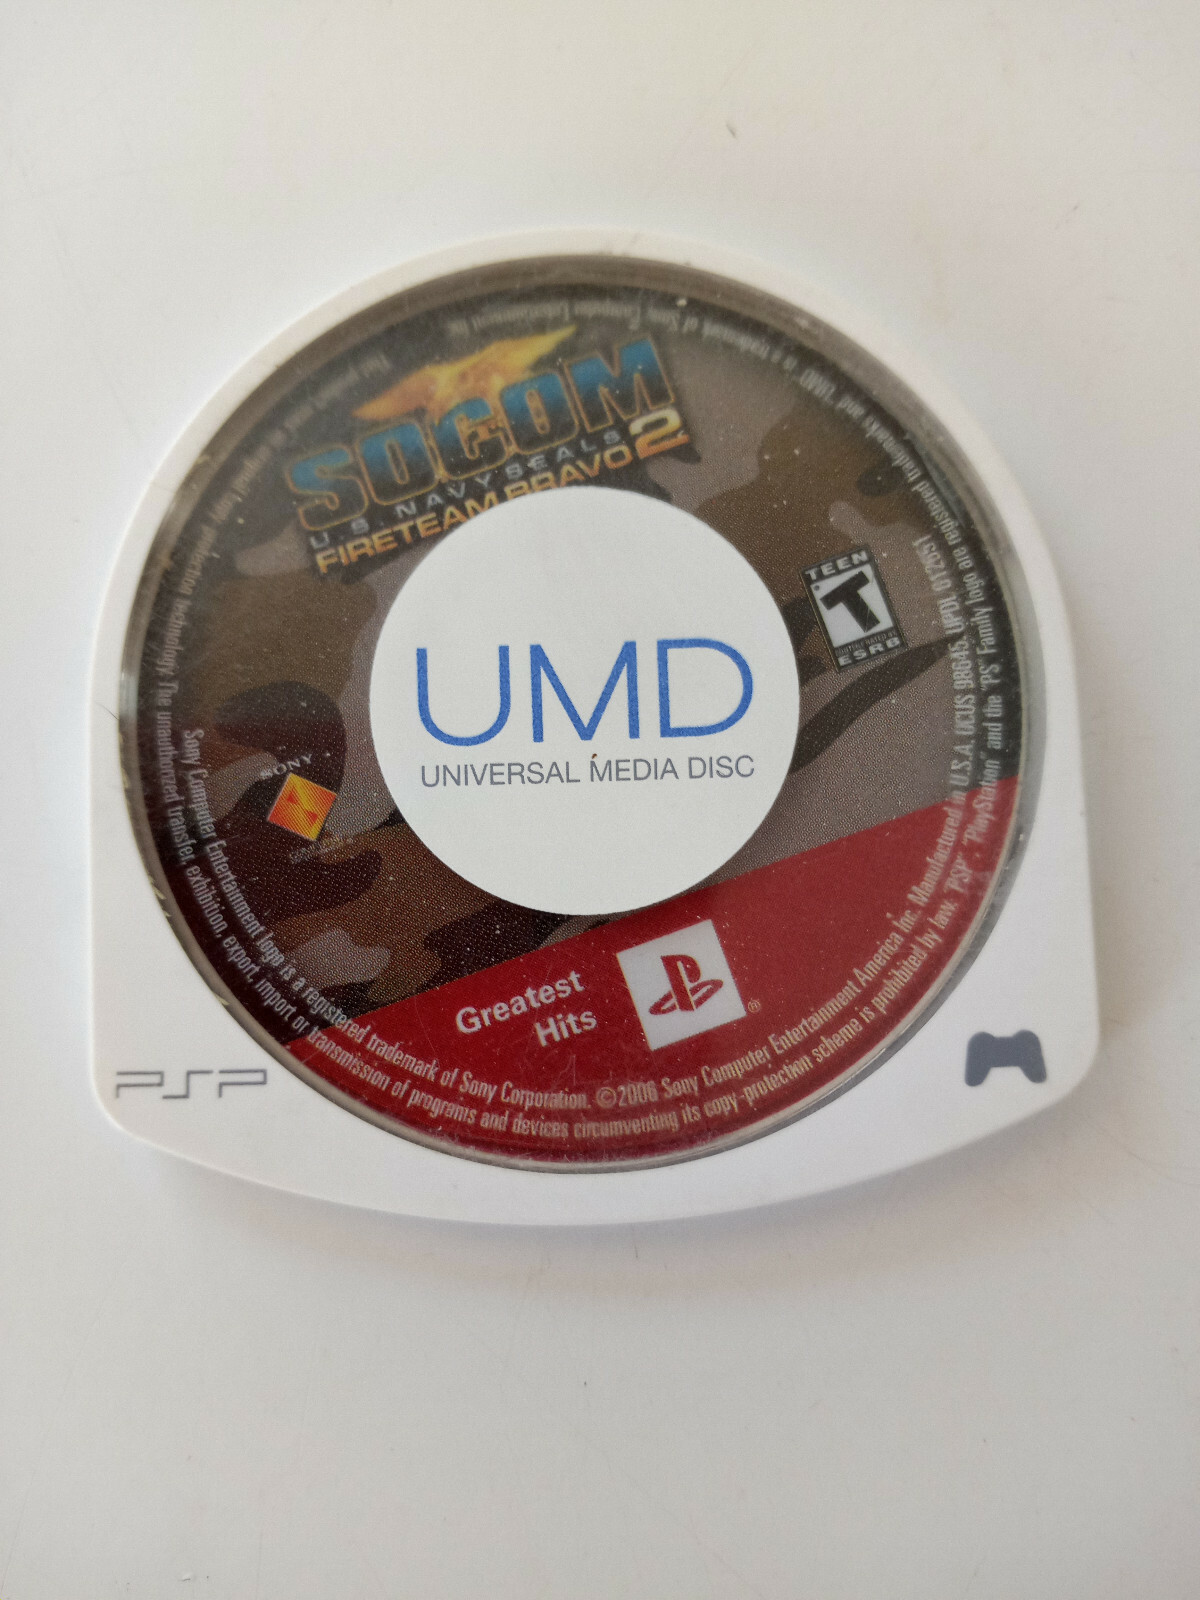 SOCOM
U.S. NAVY SEALS
FIRETEAM BRAVO 2
TEEN
T
ESRB
UMD
UNIVERSAL MEDIA DISC
SONY
Greatest
Hits
®
PSP
Sony Computer Entertainment logo is a registered trademark of Sony Corporation. ©2006 Sony Computer Entertainment America Inc. Manufactured in U.S.A. UCUS 98645.
protection technology. The unauthorized transfer, exhibition, export, import or transmission of programs and devices circumventing its copy-protection scheme is prohibited by law. "PSP", "PlayStation" and the "PS" Family logo are registered trademarks and "UMD" is a trademark of Sony Computer Entertainment